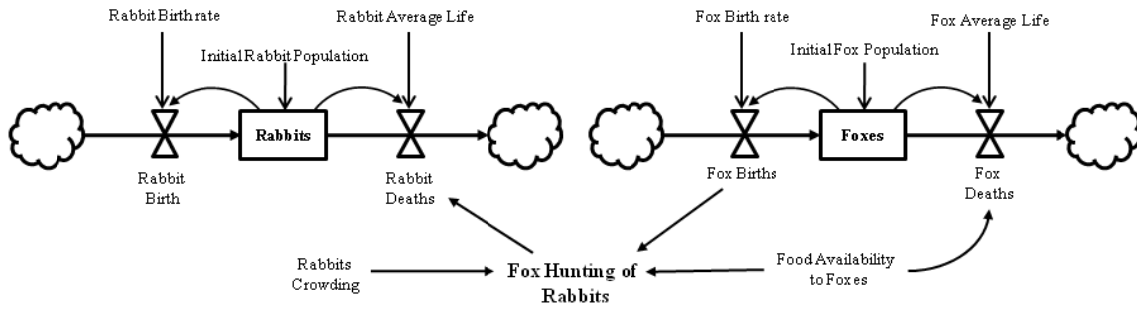 Rabbit Birth rate
Rabbit Average Life
Fox Birth rate
Fox Average Life
Initial Rabbit Population
Initial Fox Population
Rabbits
Foxes
Rabbit
Birth
Rabbit
Deaths
Fox Births
Fox
Deaths
Rabbits
Crowding
Fox Hunting of
Rabbits
Food Availability
to Foxes